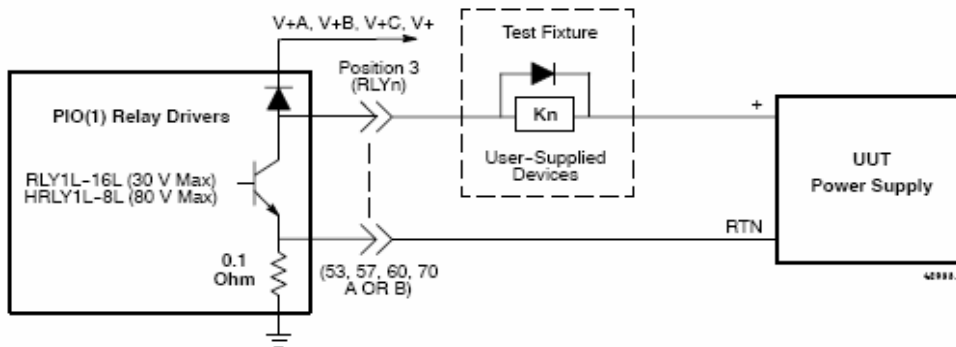 V+A, V+B, V+C, V+
Test Fixture
Position 3
(RLYn)
PIO(1) Relay Drivers
Kn
+
UUT
Power Supply
User-Supplied
Devices
RLY1L-16L (30 V Max)
HRLY1L-8L (80 V Max)
RTN
0.1
Ohm
(53, 57, 60, 70
A OR B)